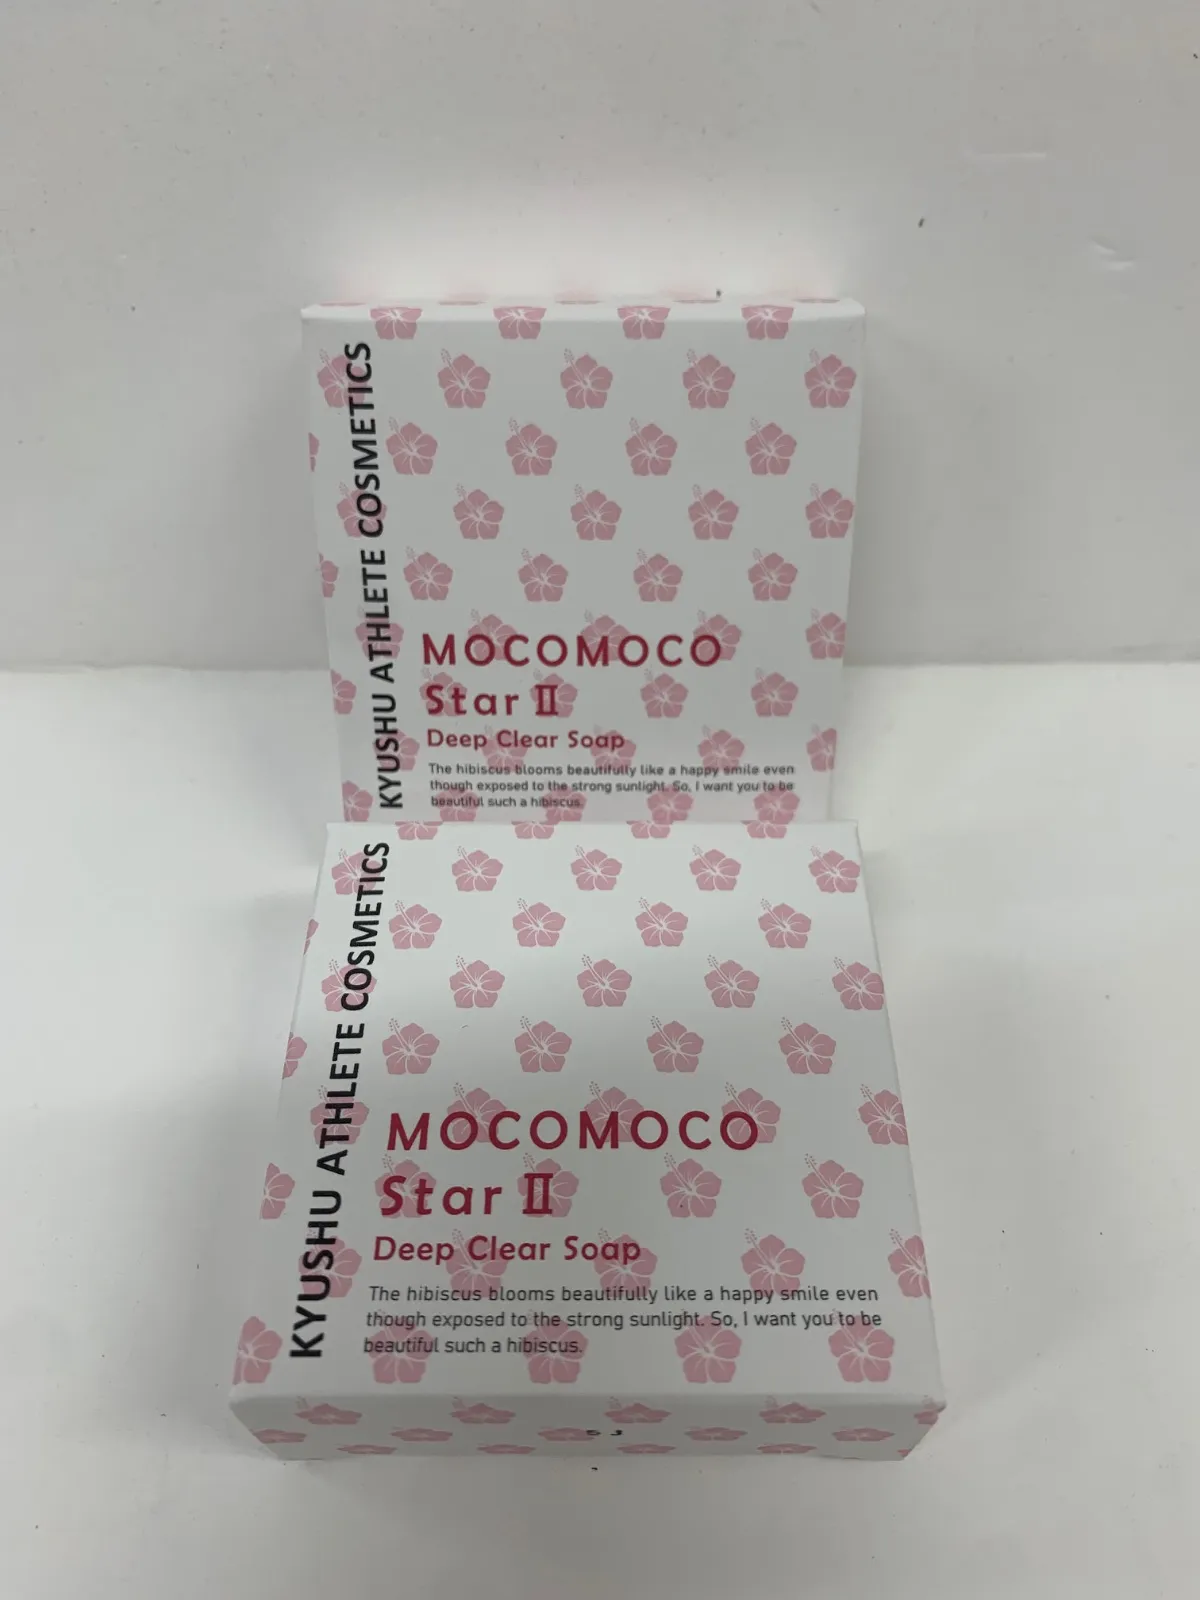 KYUSHU ATHLETE COSMETICS
MOCOMOCO
Star Ⅱ
Deep Clear Soap
The hibiscus blooms beautifully like a happy smile even
though exposed to the strong sunlight. So, I want you to be
beautiful such a hibiscus.
KYUSHU ATHLETE COSMETICS
MOCOMOCO
Star Ⅱ
Deep Clear Soap
The hibiscus blooms beautifully like a happy smile even
though exposed to the strong sunlight. So, I want you to be
beautiful such a hibiscus.
5 J